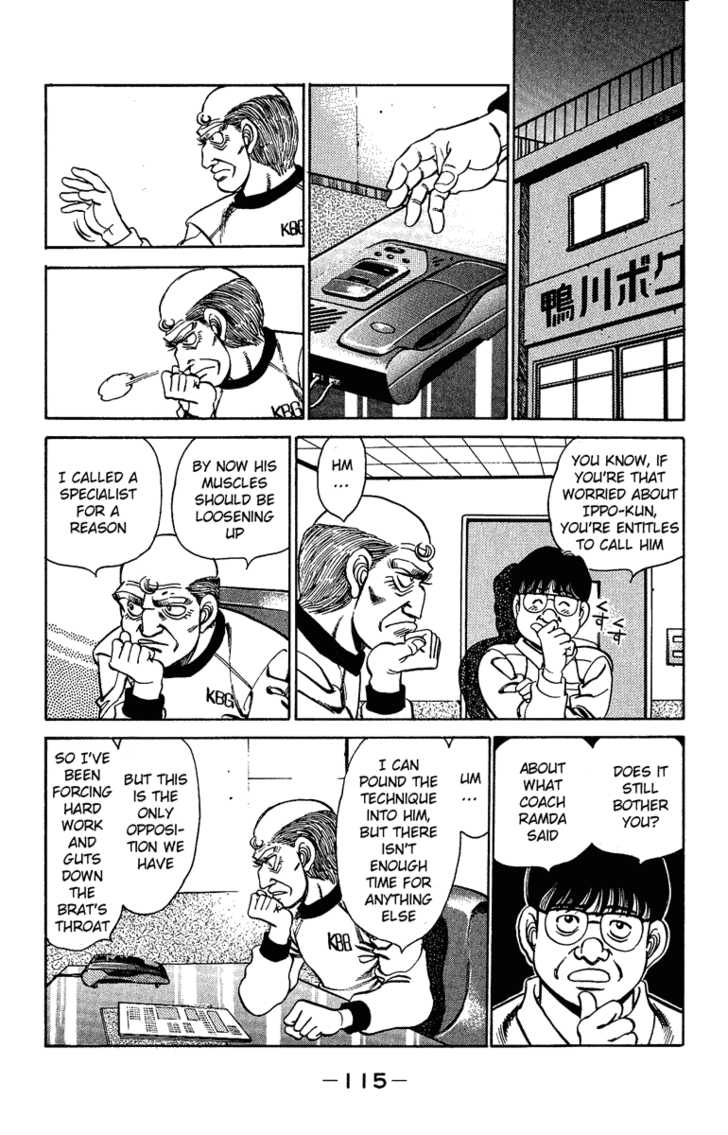 鴨川ボク
KBG
KBG
YOU KNOW, IF
YOU'RE THAT
WORRIED ABOUT
IPPO-KUN,
YOU'RE ENTITLES
TO CALL HIM
くす
くす
HM
...
BY NOW HIS
MUSCLES
SHOULD BE
LOOSENING
UP
I CALLED A
SPECIALIST
FOR A
REASON
KBG
DOES IT
STILL
BOTHER
YOU?
ABOUT
WHAT
COACH
RAMDA
SAID
UM
...
I CAN
POUND THE
TECHNIQUE
INTO HIM,
BUT THERE
ISN'T
ENOUGH
TIME FOR
ANYTHING
ELSE
BUT THIS
IS THE
ONLY
OPPOSI-
TION WE
HAVE
SO I'VE
BEEN
FORCING
HARD
WORK
AND
GUTS
DOWN
THE
BRAT'S
THROAT
KBG
-115-